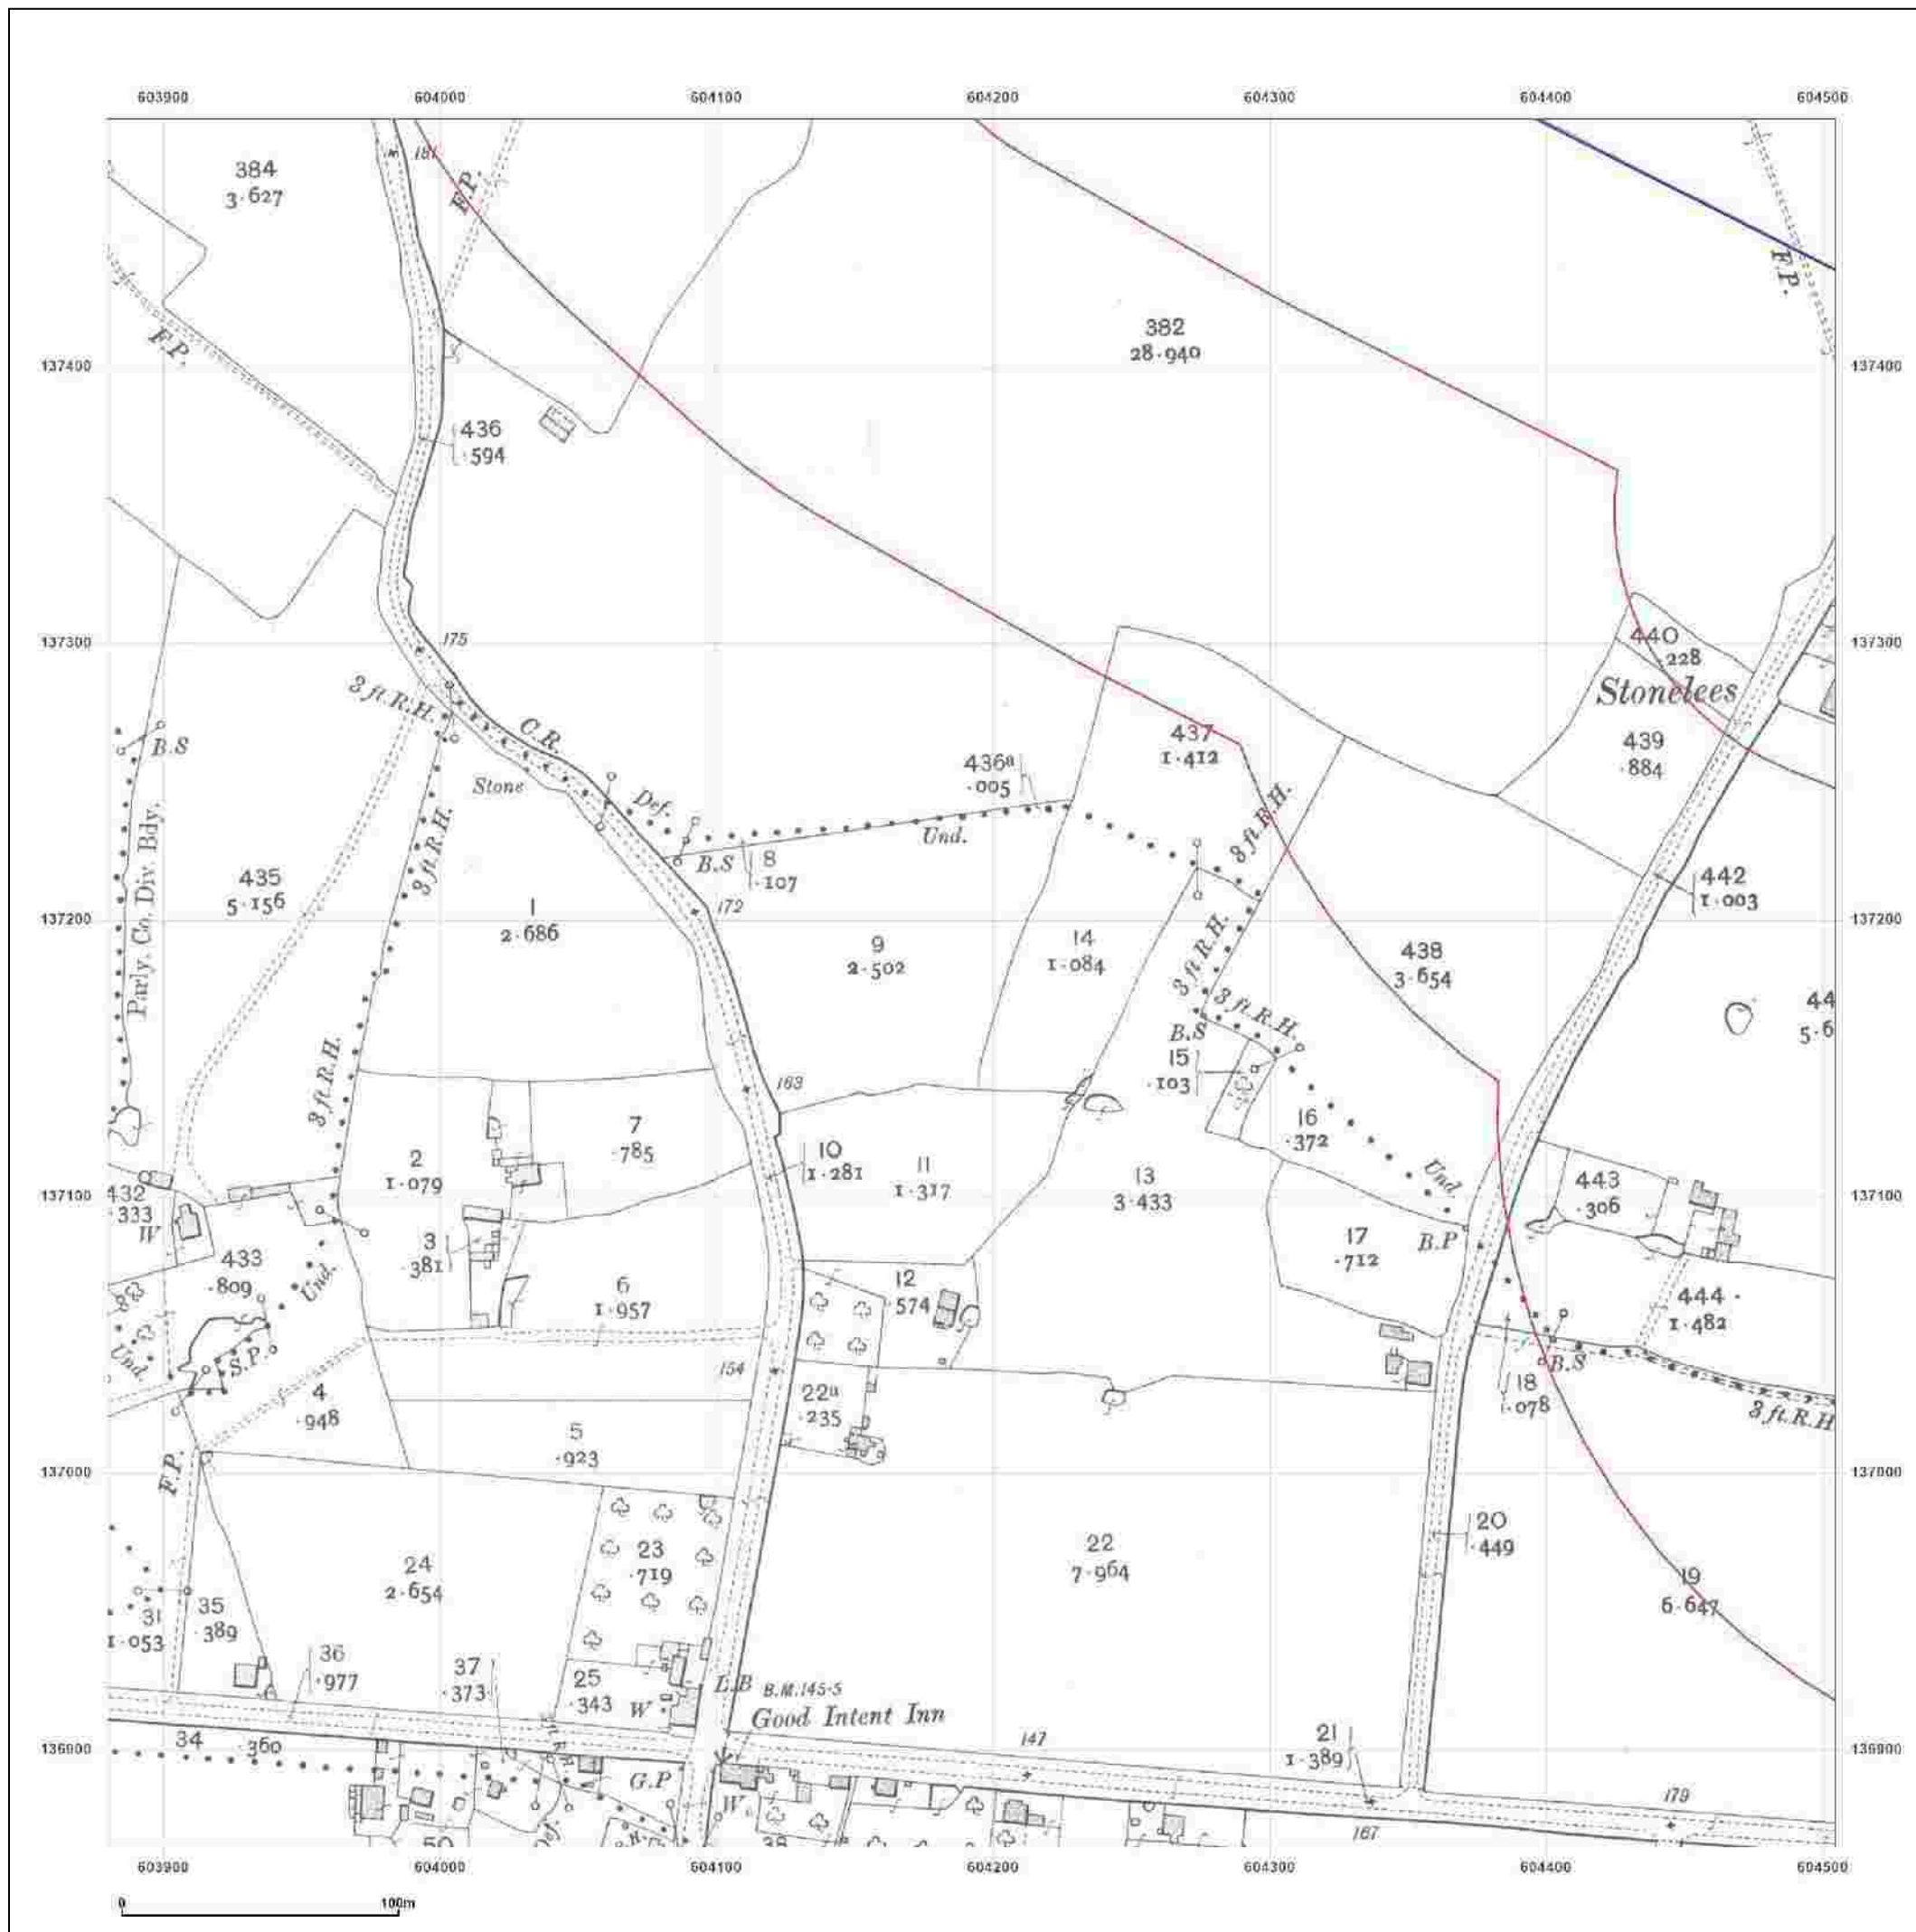 603900 604000 604100 604200 604300 604400 604500
181
384
3·627
F.P.
F.P.
382
28·940
F.P.
137400 137400
436
·594
137300 137300
175
440
·228
Stonelees
3 ft. R.H.
C.R.
437
1·412
439
·884
B.S
Stone
436a
·005
Def.
Und.
3 ft. R.H.
Parly. Co. Div. Bdy.
3 ft. R.H.
B.S
8
·107
435
5·156
442
1·003
1
2·686
172
137200 137200
9
2·502
14
1·084
3 ft. R.H.
438
3·654
3 ft. R.H.
44
5·6
B.S
15
·103
3 ft. R.H.
163
7
·785
16
·372
2
1·079
10
1·281
11
1·317
13
3·433
Und.
443
·306
432
·333
137100 137100
W
433
·809
3
·381
17
·712
B.P
Und.
6
1·957
12
·574
444
1·482
Und.
S.P.
154
B.S
18
·078
4
·948
22a
·235
3 ft. R.H
5
·923
137000 137000
F.P.
20
·449
23
·719
22
7·964
24
2·654
19
6·647
31
1·053
35
·389
36
·977
37
·373
25
·343
W
L.B B.M.145·5
Good Intent Inn
34
·360
147
21
1·389
136900 136900
G.P
W
179
167
603900 604000 604100 604200 604300 604400 604500
0 100m